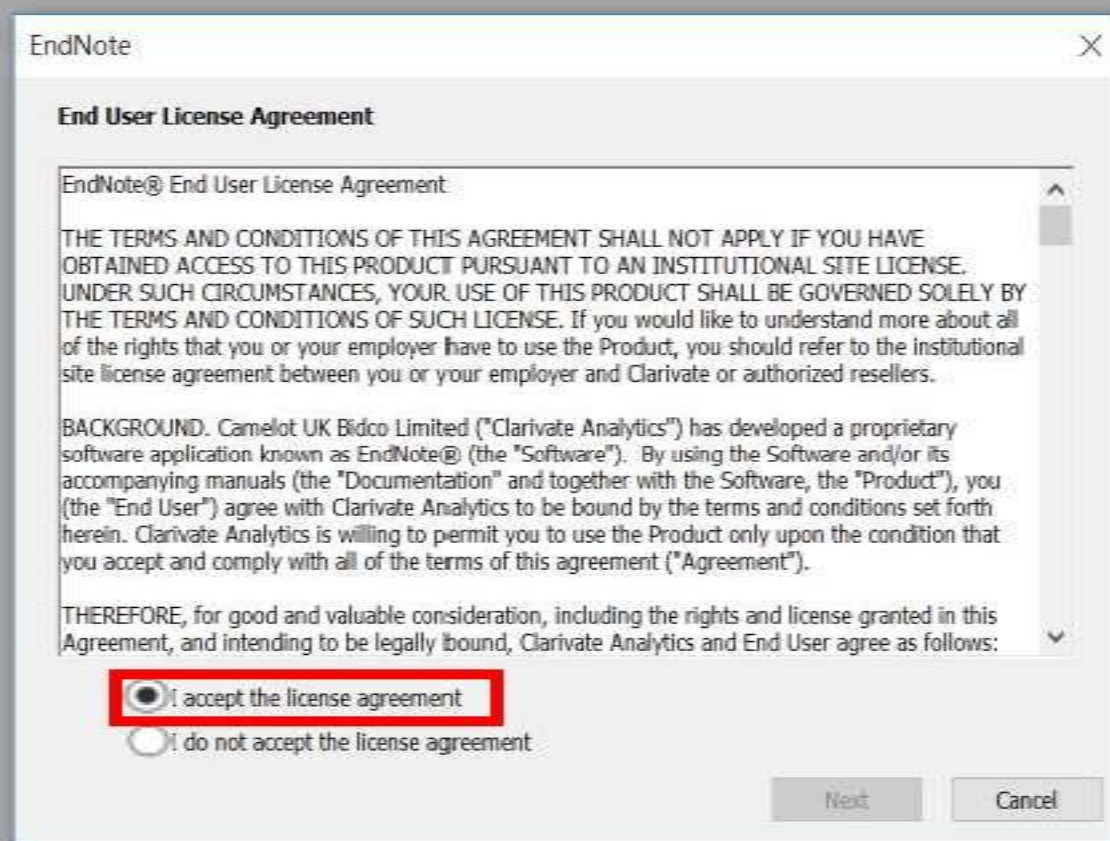 EndNote
End User License Agreement
EndNote® End User License Agreement
THE TERMS AND CONDITIONS OF THIS AGREEMENT SHALL NOT APPLY IF YOU HAVE
OBTAINED ACCESS TO THIS PRODUCT PURSUANT TO AN INSTITUTIONAL SITE LICENSE.
UNDER SUCH CIRCUMSTANCES, YOUR USE OF THIS PRODUCT SHALL BE GOVERNED SOLELY BY
THE TERMS AND CONDITIONS OF SUCH LICENSE. If you would like to understand more about all
of the rights that you or your employer have to use the Product, you should refer to the institutional
site license agreement between you or your employer and Clarivate or authorized resellers.
BACKGROUND. Camelot UK Bidco Limited ("Clarivate Analytics") has developed a proprietary
software application known as EndNote® (the "Software"). By using the Software and/or its
accompanying manuals (the "Documentation" and together with the Software, the "Product"), you
(the "End User") agree with Clarivate Analytics to be bound by the terms and conditions set forth
herein. Clarivate Analytics is willing to permit you to use the Product only upon the condition that
you accept and comply with all of the terms of this agreement ("Agreement").
THEREFORE, for good and valuable consideration, including the rights and license granted in this
Agreement, and intending to be legally bound, Clarivate Analytics and End User agree as follows:
I accept the license agreement
I do not accept the license agreement
Next Cancel